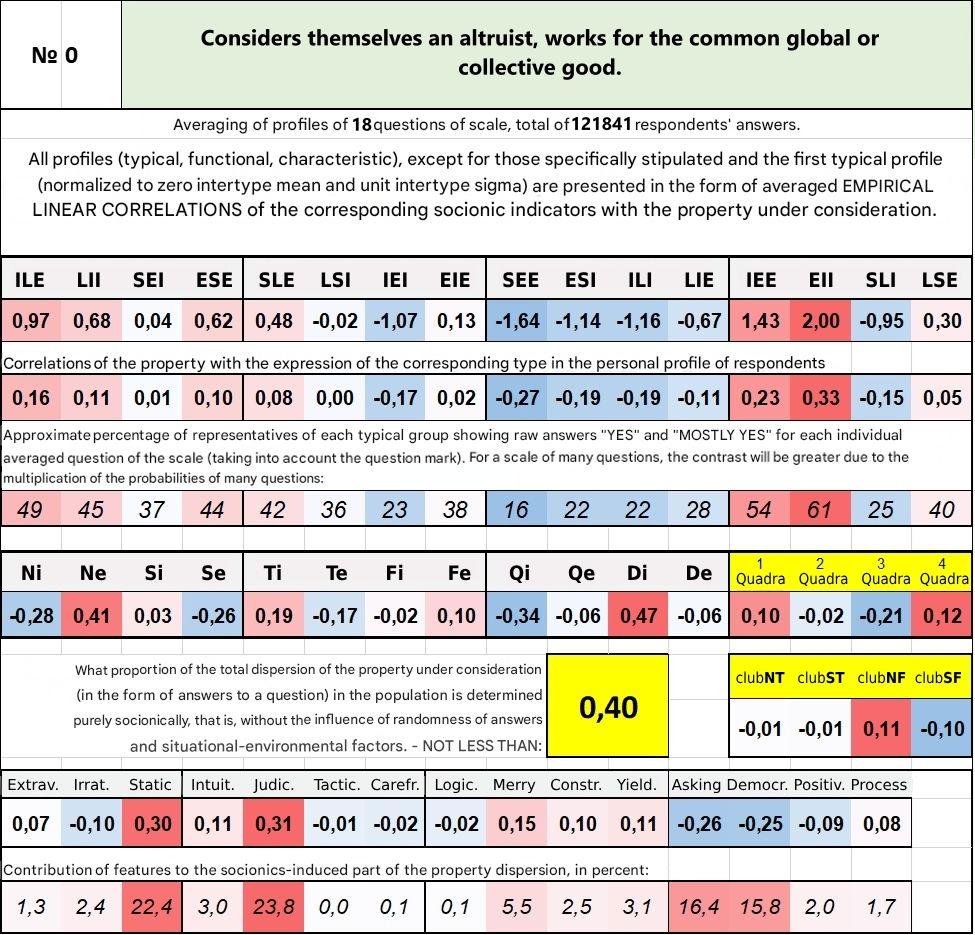 № 0
Considers themselves an altruist, works for the common global or
collective good.
Averaging of profiles of 18 questions of scale, total of 121841 respondents' answers.
All profiles (typical, functional, characteristic), except for those specifically stipulated and the first typical profile
(normalized to zero intertype mean and unit intertype sigma) are presented in the form of averaged EMPIRICAL
LINEAR CORRELATIONS of the corresponding socionic indicators with the property under consideration.
ILE LII SEI ESE SLE LSI IEI EIE SEE ESI ILI LIE IEE EII SLI LSE
0,97 0,68 0,04 0,62 0,48 -0,02 -1,07 0,13 -1,64 -1,14 -1,16 -0,67 1,43 2,00 -0,95 0,30
Correlations of the property with the expression of the corresponding type in the personal profile of respondents
0,16 0,11 0,01 0,10 0,08 0,00 -0,17 0,02 -0,27 -0,19 -0,19 -0,11 0,23 0,33 -0,15 0,05
Approximate percentage of representatives of each typical group showing raw answers "YES" and "MOSTLY YES" for each individual
averaged question of the scale (taking into account the question mark). For a scale of many questions, the contrast will be greater due to the
multiplication of the probabilities of many questions:
49 45 37 44 42 36 23 38 16 22 22 28 54 61 25 40
Ni Ne Si Se Ti Te Fi Fe Qi Qe Di De 1 Quadra 2 Quadra 3 Quadra 4 Quadra
-0,28 0,41 0,03 -0,26 0,19 -0,17 -0,02 0,10 -0,34 -0,06 0,47 -0,06 0,10 -0,02 -0,21 0,12
What proportion of the total dispersion of the property under consideration
(in the form of answers to a question) in the population is determined
purely socionically, that is, without the influence of randomness of answers
and situational-environmental factors. - NOT LESS THAN:
0,40
clubNT clubST clubNF clubSF
-0,01 -0,01 0,11 -0,10
Extrav. Irrat. Static Intuit. Judic. Tactic. Carefr. Logic. Merry Constr. Yield. Asking Democr. Positiv. Process
0,07 -0,10 0,30 0,11 0,31 -0,01 -0,02 -0,02 0,15 0,10 0,11 -0,26 -0,25 -0,09 0,08
Contribution of features to the socionics-induced part of the property dispersion, in percent:
1,3 2,4 22,4 3,0 23,8 0,0 0,1 0,1 5,5 2,5 3,1 16,4 15,8 2,0 1,7